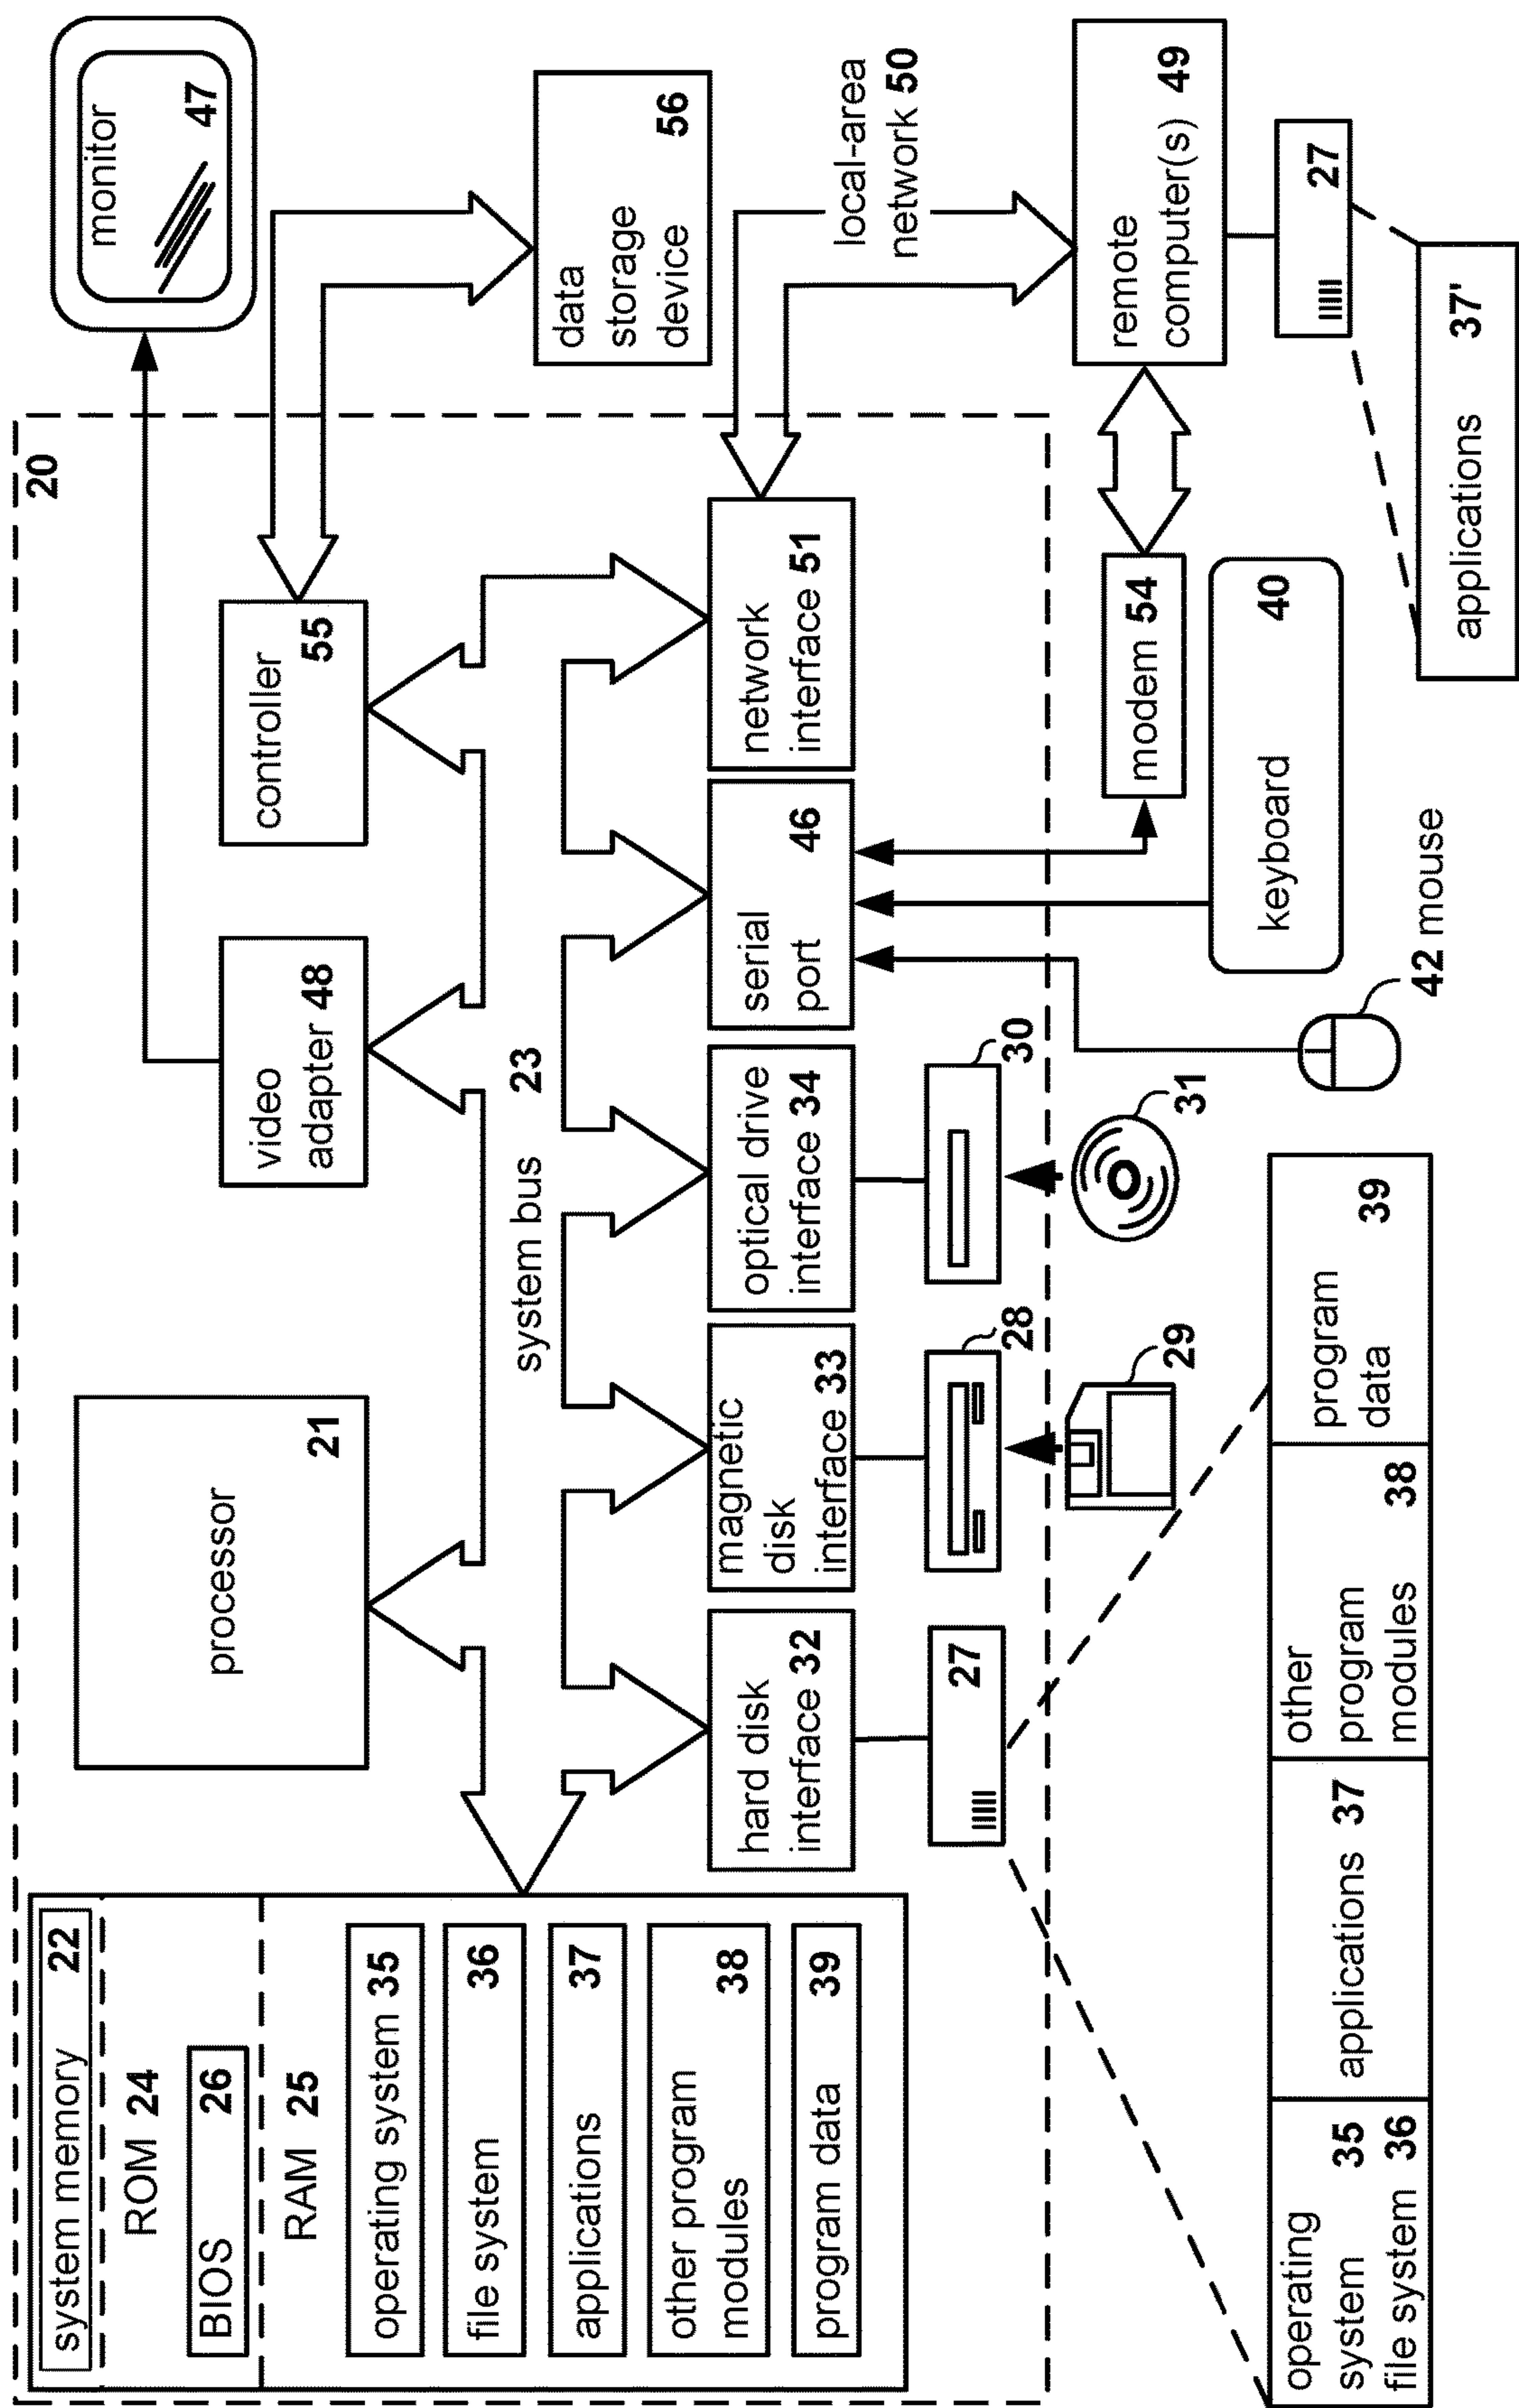 20
system memory 22
ROM 24
BIOS 26
RAM 25
operating system 35
file system 36
applications 37
other program
modules 38
program data 39
processor
21
video
adapter 48
controller
55
monitor
47
system bus 23
data
storage
device 56
hard disk
interface 32
magnetic
disk
interface 33
optical drive
interface 34
serial
port 46
network
interface 51
local-area
network 50
27
28
30
29
31
modem 54
remote
computer(s) 49
27
keyboard 40
42 mouse
operating
system 35
file system 36
applications 37
other
program
modules 38
program
data 39
applications 37'